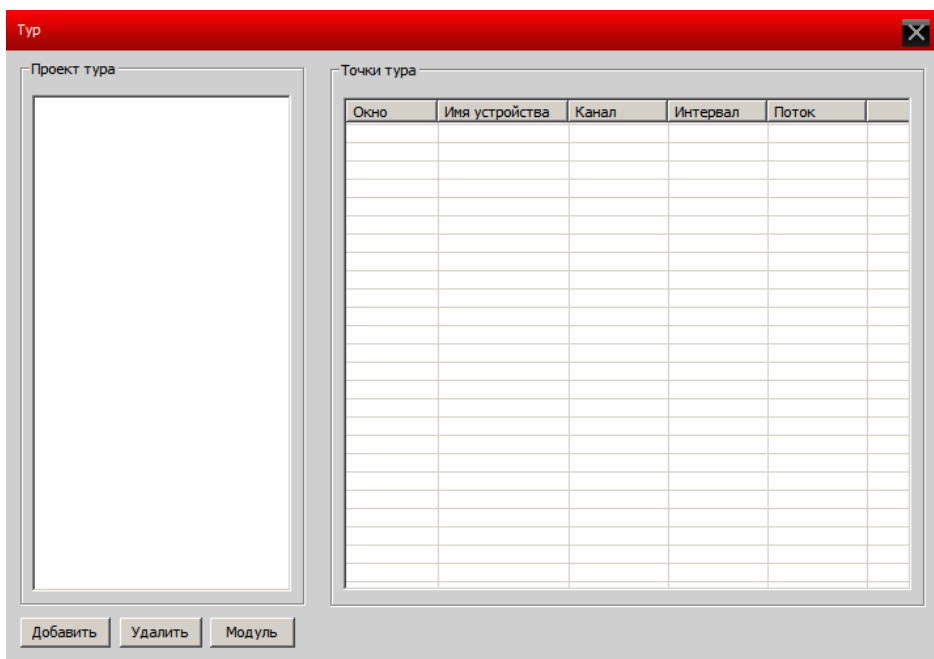 Тур
Проект тура
Точки тура
Окно Имя устройства Канал Интервал Поток
Добавить Удалить Модуль